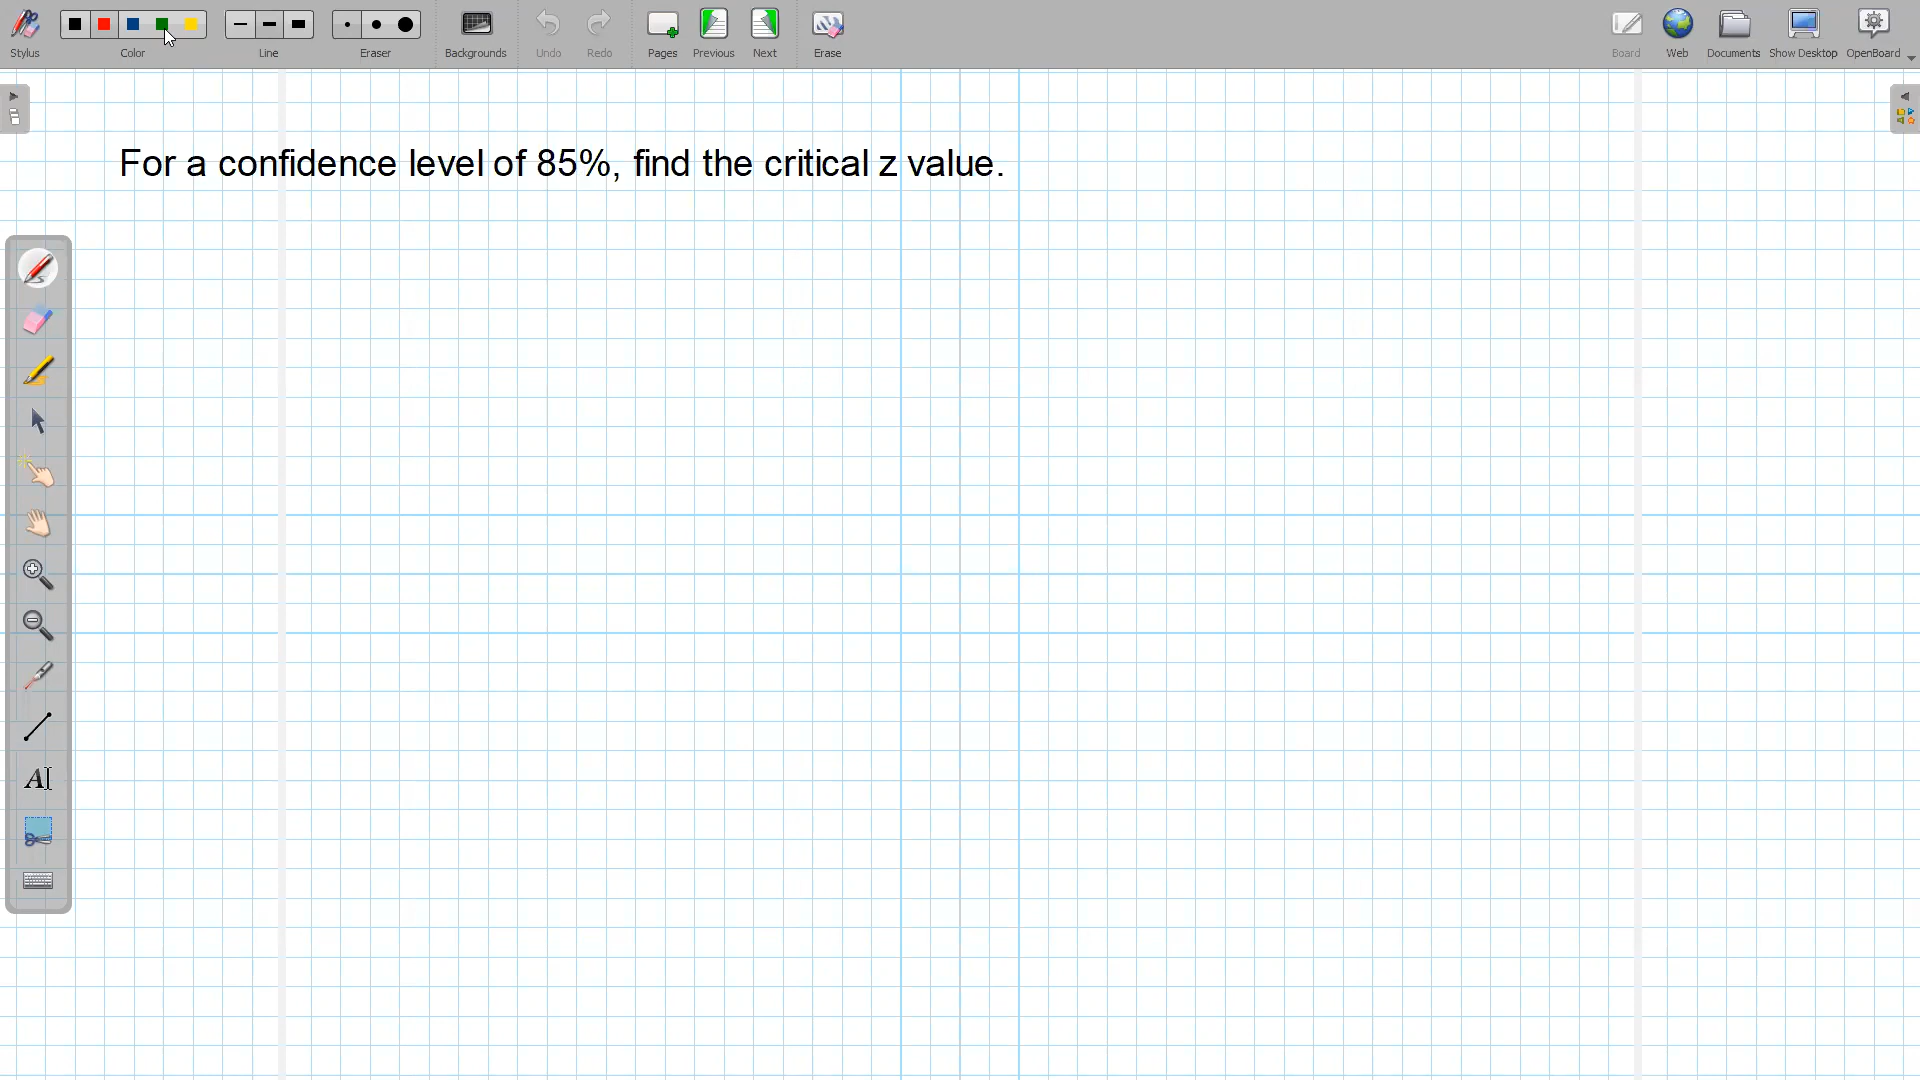 Stylus Color Line Eraser Backgrounds Undo Redo Pages Previous Next Erase Board Web Documents Show Desktop OpenBoard
For a confidence level of 85%, find the critical z value.
AI